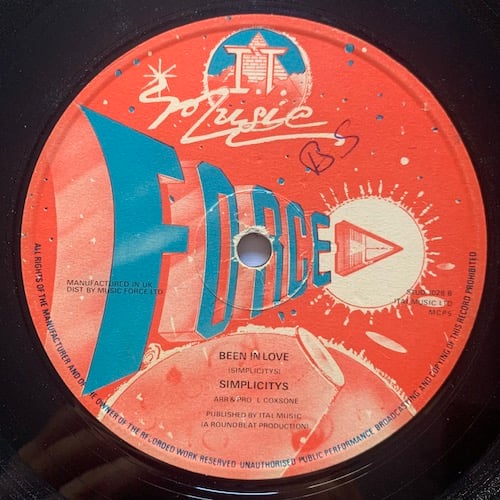 IT
Music
BS
FORCE
MANUFACTURED IN UK.
DIST BY MUSIC FORCE LTD
ITAL MUSIC LTD
MCPS
BEEN IN LOVE
(SIMPLICITYS)
SIMPLICITYS
ARR & PRO L COXSONE
PUBLISHED BY ITAL MUSIC
(A ROUNDBEAT PRODUCTION)
ALL RIGHTS OF THE MANUFACTURER AND OF THE OWNER OF THE RECORDED WORK RESERVED UNAUTHORISED PUBLIC PERFORMANCE BROADCASTING AND COPYING OF THIS RECORD PROHIBITED